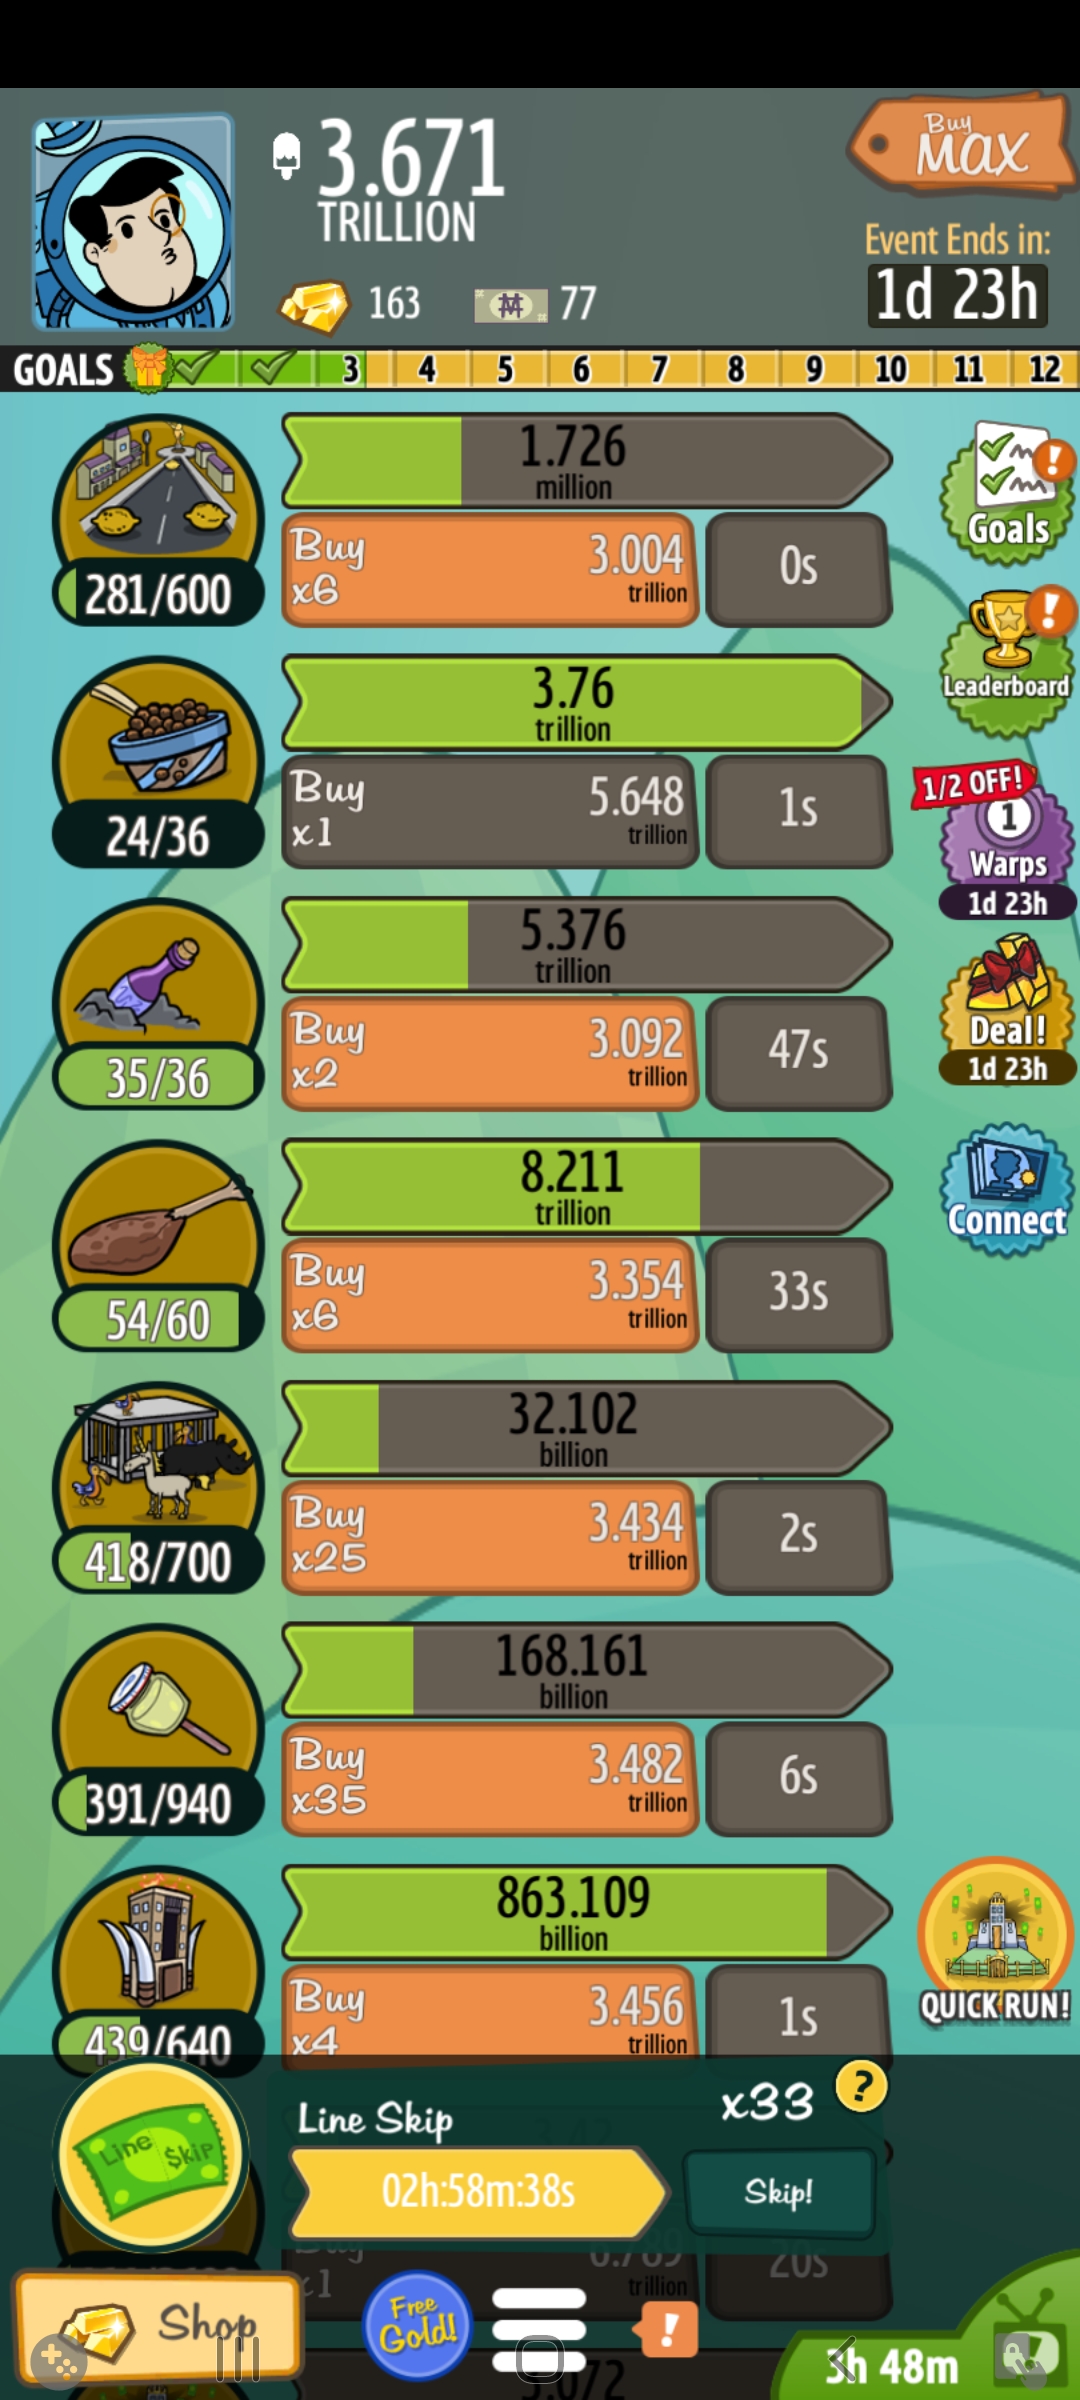 3.671
TRILLION
Buy
MAX
Event Ends in:
1d 23h
163
77
GOALS
3 4 5 6 7 8 9 10 11 12
1.726
million
Buy
x6
3.004
trillion
0s
281/600
Goals
3.76
trillion
Buy
x1
5.648
trillion
1s
24/36
Leaderboard
1/2 OFF!
1
Warps
1d 23h
5.376
trillion
Buy
x2
3.092
trillion
47s
35/36
Deal!
1d 23h
8.211
trillion
Buy
x6
3.354
trillion
33s
54/60
Connect
32.102
billion
Buy
x25
3.434
trillion
2s
418/700
168.161
billion
Buy
x35
3.482
trillion
6s
391/940
863.109
billion
Buy
x4
3.456
trillion
1s
439/640
QUICK RUN!
Line Skip
Line Skip
x33
?
02h:58m:38s
Skip!
Buy
x1
6.789
trillion
20s
Shop
Free
Gold!
!
3h 48m
3.072